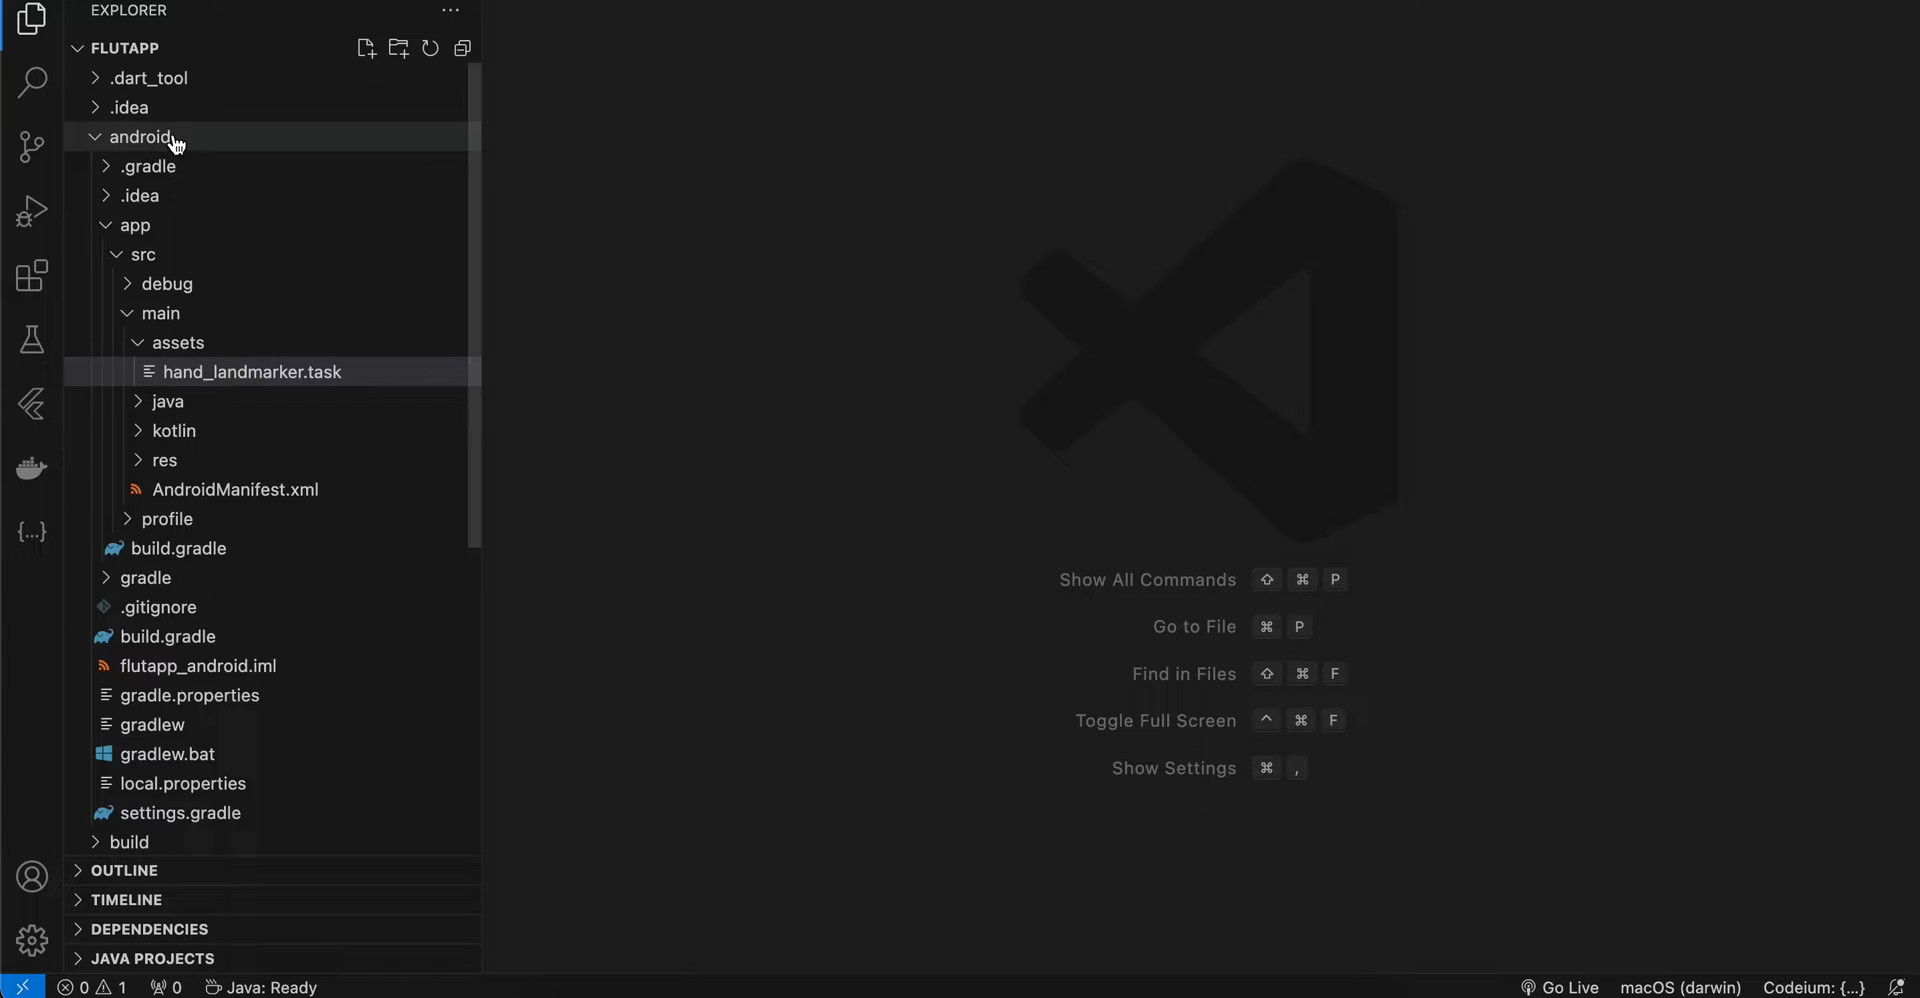 EXPLORER
FLUTAPP
.dart_tool
.idea
android
.gradle
.idea
app
src
debug
main
assets
hand_landmarker.task
java
kotlin
res
AndroidManifest.xml
profile
build.gradle
gradle
.gitignore
build.gradle
flutapp_android.iml
gradle.properties
gradlew
gradlew.bat
local.properties
settings.gradle
build
OUTLINE
TIMELINE
DEPENDENCIES
JAVA PROJECTS
Show All Commands ⇧ ⌘ P
Go to File ⌘ P
Find in Files ⇧ ⌘ F
Toggle Full Screen ^ ⌘ F
Show Settings ⌘ ,
0 1 0 Java: Ready Go Live macOS (darwin) Codeium: {...}